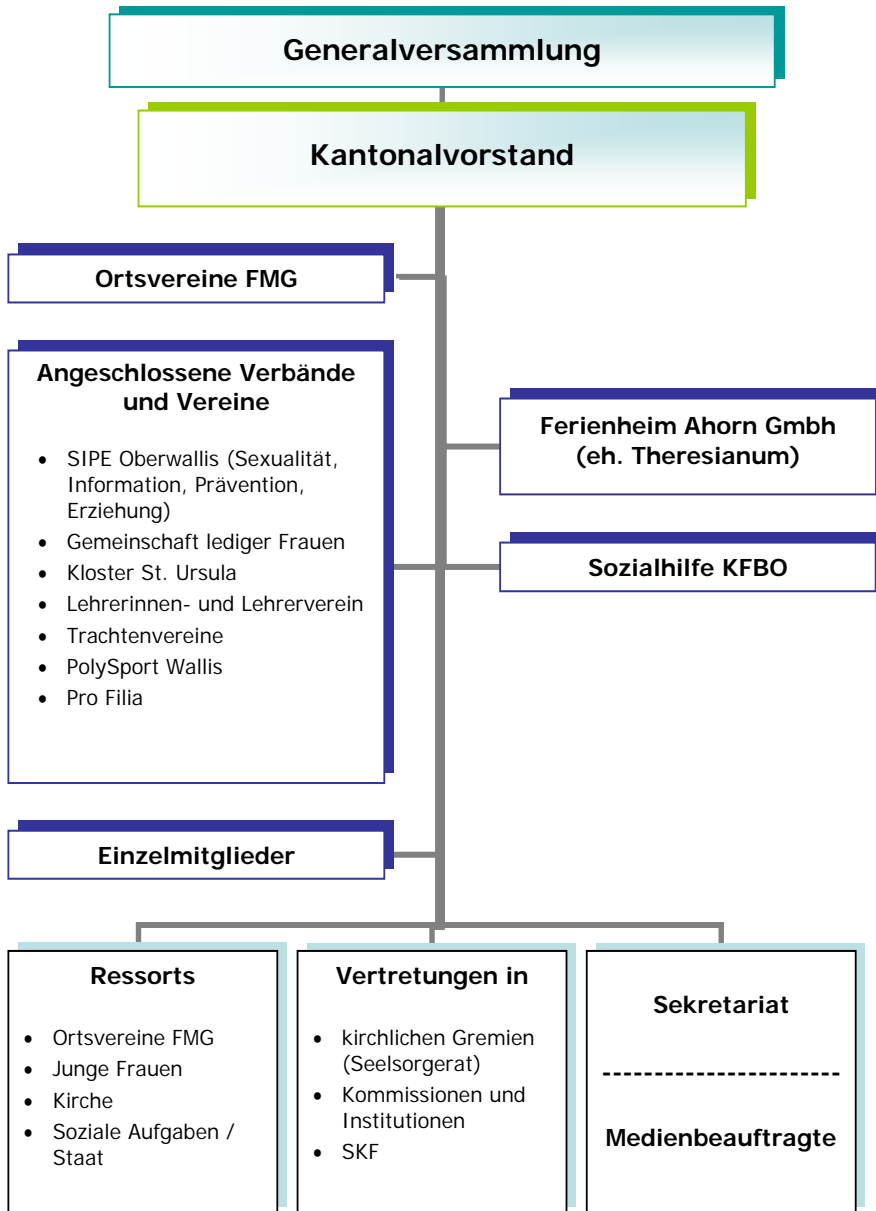 Generalversammlung
Kantonalvorstand
Ortsvereine FMG
Angeschlossene Verbände
und Vereine
• SIPE Oberwallis (Sexualität,
Information, Prävention,
Erziehung)
• Gemeinschaft lediger Frauen
• Kloster St. Ursula
• Lehrerinnen- und Lehrerverein
• Trachtenvereine
• PolySport Wallis
• Pro Filia
Ferienheim Ahorn Gmbh
(eh. Theresianum)
Sozialhilfe KFBO
Einzelmitglieder
Ressorts
• Ortsvereine FMG
• Junge Frauen
• Kirche
• Soziale Aufgaben /
Staat
Vertretungen in
• kirchlichen Gremien
(Seelsorgerat)
• Kommissionen und
Institutionen
• SKF
Sekretariat
-----------------------
Medienbeauftragte